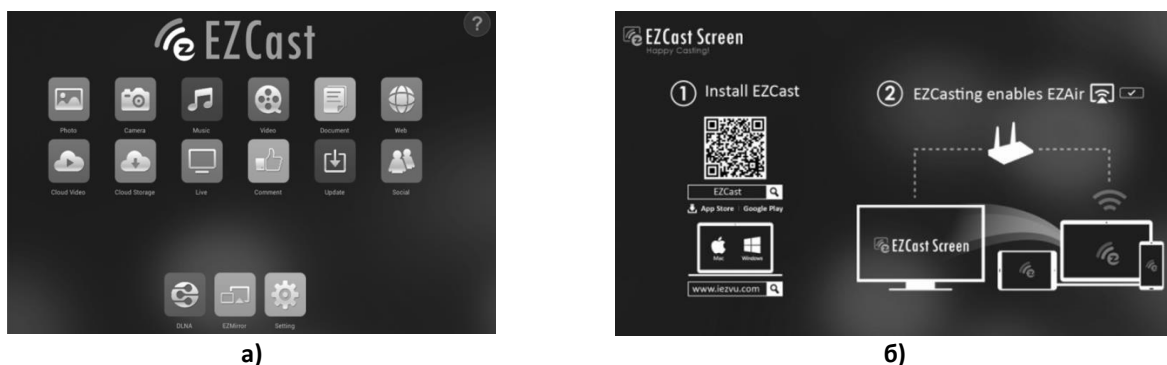 EZCast
?
Photo
Camera
Music
Video
Document
Web
Cloud Video
Cloud Storage
Live
Comment
Update
Social
DLNA
EZMirror
Setting
а)
EZCast Screen
Happy Casting!
1 Install EZCast
EZCast
App Store | Google Play
Mac
Windows
www.iezvu.com
2 EZCasting enables EZAir
EZCast Screen
б)